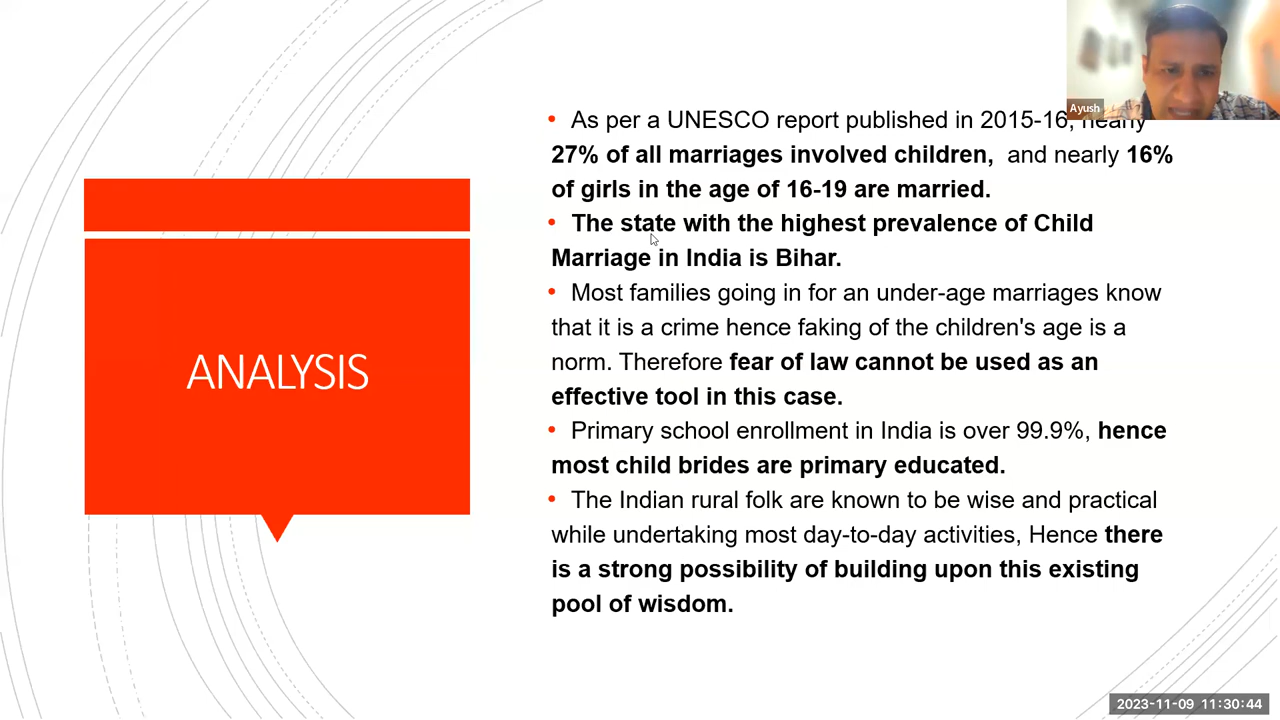 Ayush
• As per a UNESCO report published in 2015-16, nearly
27% of all marriages involved children, and nearly 16%
of girls in the age of 16-19 are married.
• The state with the highest prevalence of Child
Marriage in India is Bihar.
• Most families going in for an under-age marriages know
that it is a crime hence faking of the children's age is a
norm. Therefore fear of law cannot be used as an
effective tool in this case.
• Primary school enrollment in India is over 99.9%, hence
most child brides are primary educated.
• The Indian rural folk are known to be wise and practical
while undertaking most day-to-day activities, Hence there
is a strong possibility of building upon this existing
pool of wisdom.
ANALYSIS
2023-11-09 11:30:44